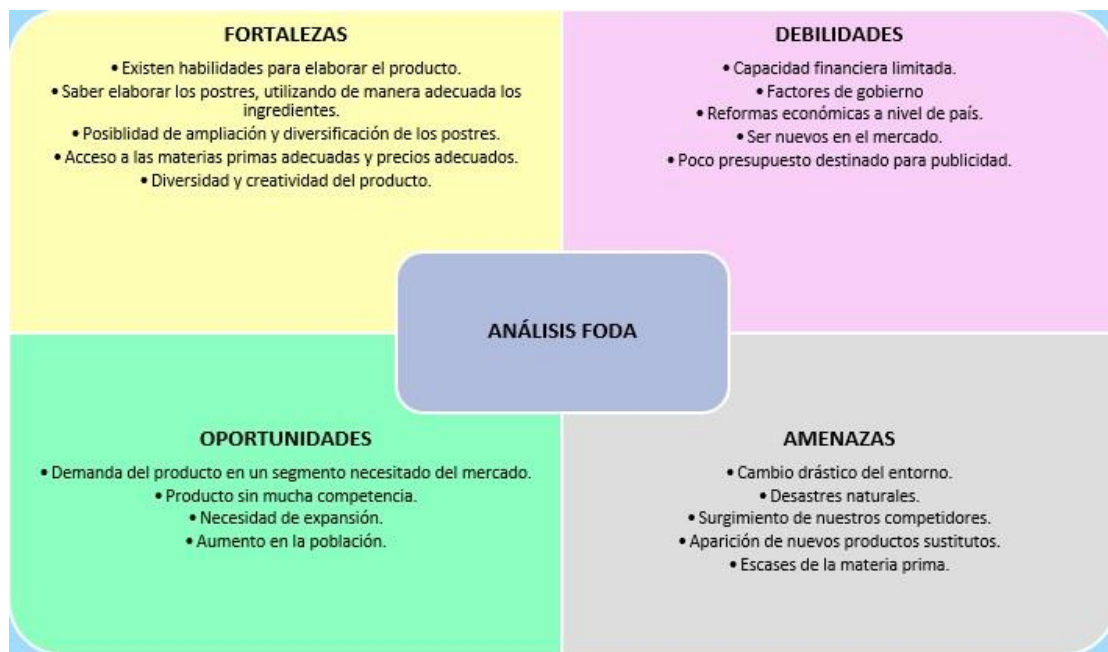 FORTALEZAS
• Existen habilidades para elaborar el producto.
• Saber elaborar los postres, utilizando de manera adecuada los
ingredientes.
• Posiblidad de ampliación y diversificación de los postres.
• Acceso a las materias primas adecuadas y precios adecuados.
• Diversidad y creatividad del producto.
DEBILIDADES
• Capacidad financiera limitada.
• Factores de gobierno
• Reformas económicas a nivel de país.
• Ser nuevos en el mercado.
• Poco presupuesto destinado para publicidad.
ANÁLISIS FODA
OPORTUNIDADES
• Demanda del producto en un segmento necesitado del mercado.
• Producto sin mucha competencia.
• Necesidad de expansión.
• Aumento en la población.
AMENAZAS
• Cambio drástico del entorno.
• Desastres naturales.
• Surgimiento de nuestros competidores.
• Aparición de nuevos productos sustitutos.
• Escases de la materia prima.